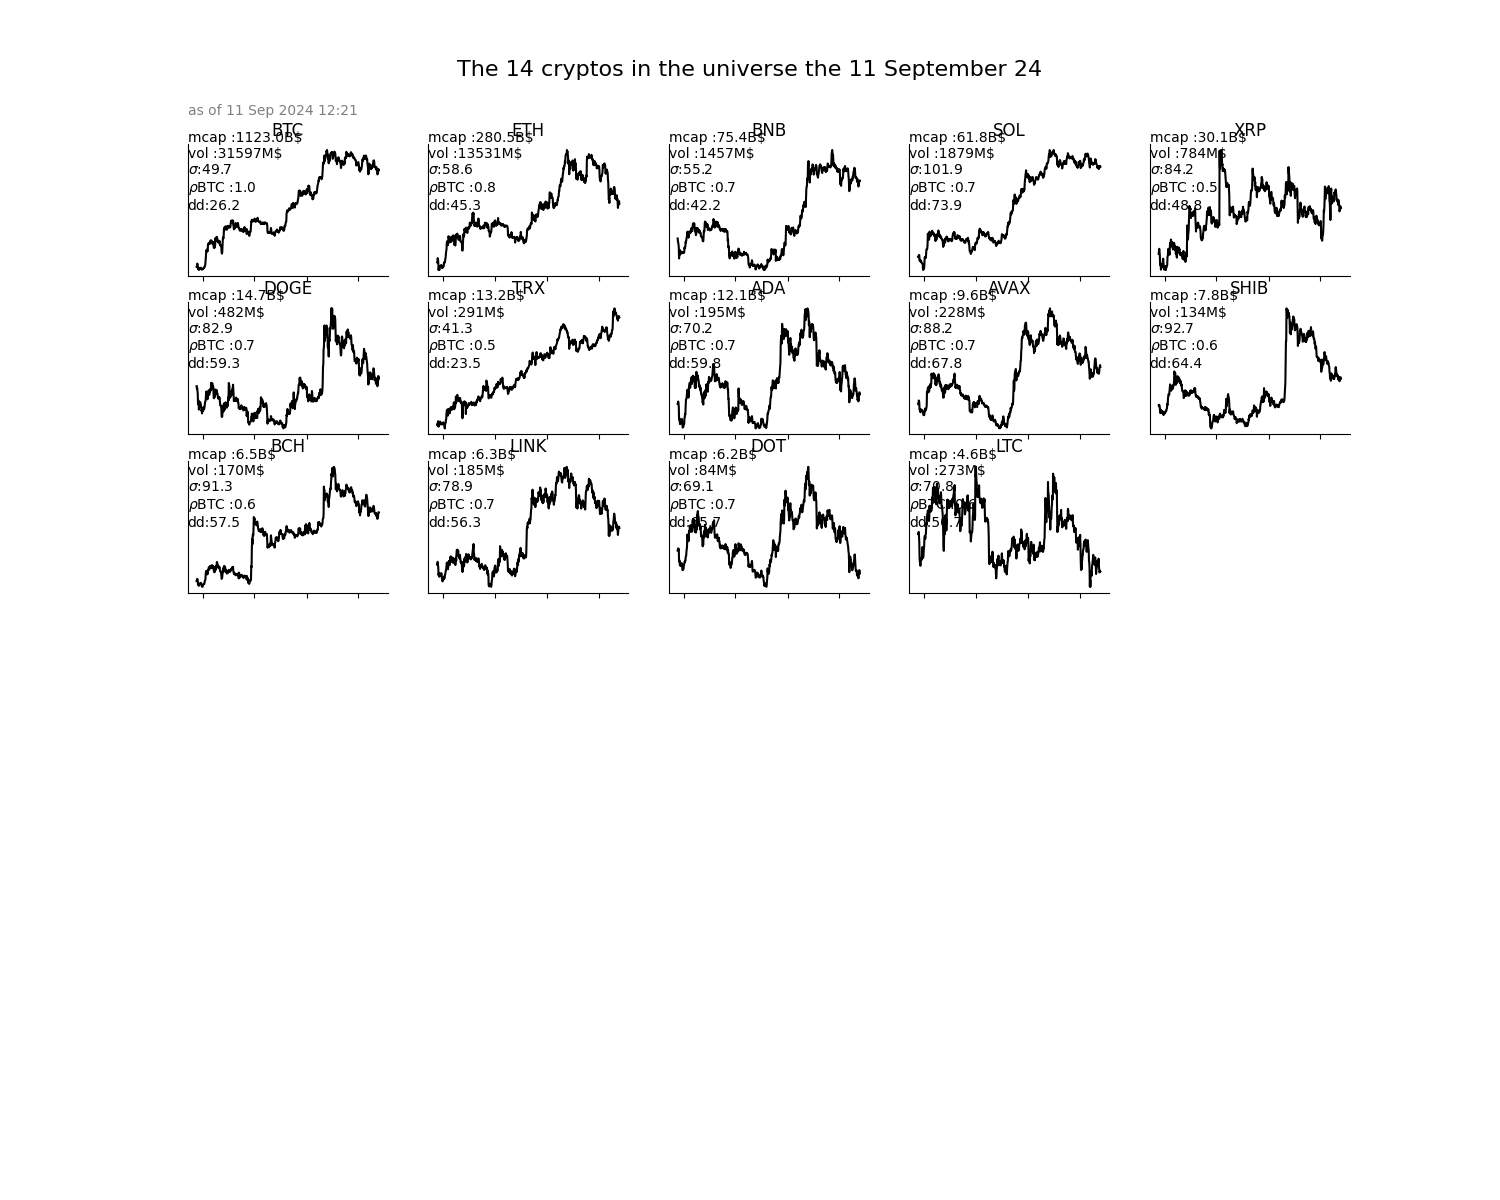 The 14 cryptos in the universe the 11 September 24
as of 11 Sep 2024 12:21
BTC
mcap :1123.0B$
vol :31597M$
σ:49.7
ρBTC :1.0
dd:26.2
ETH
mcap :280.5B$
vol :13531M$
σ:58.6
ρBTC :0.8
dd:45.3
BNB
mcap :75.4B$
vol :1457M$
σ:55.2
ρBTC :0.7
dd:42.2
SOL
mcap :61.8B$
vol :1879M$
σ:101.9
ρBTC :0.7
dd:73.9
XRP
mcap :30.1B$
vol :784M$
σ:84.2
ρBTC :0.5
dd:48.8
DOGE
mcap :14.7B$
vol :482M$
σ:82.9
ρBTC :0.7
dd:59.3
TRX
mcap :13.2B$
vol :291M$
σ:41.3
ρBTC :0.5
dd:23.5
ADA
mcap :12.1B$
vol :195M$
σ:70.2
ρBTC :0.7
dd:59.8
AVAX
mcap :9.6B$
vol :228M$
σ:88.2
ρBTC :0.7
dd:67.8
SHIB
mcap :7.8B$
vol :134M$
σ:92.7
ρBTC :0.6
dd:64.4
BCH
mcap :6.5B$
vol :170M$
σ:91.3
ρBTC :0.6
dd:57.5
LINK
mcap :6.3B$
vol :185M$
σ:78.9
ρBTC :0.7
dd:56.3
DOT
mcap :6.2B$
vol :84M$
σ:69.1
ρBTC :0.7
LTC
mcap :4.6B$
vol :273M$
ρBTC